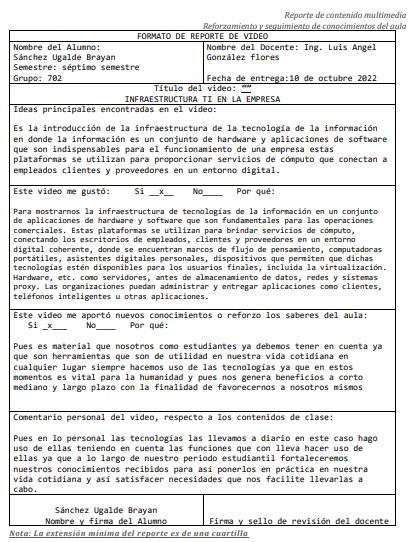 Reporte de contenido multimedia
Reforzamiento y seguimiento de conocimientos del aula
FORMATO DE REPORTE DE VIDEO
Nombre del Alumno:
Sánchez Ugalde Brayan
Semestre: séptimo semestre
Grupo: 702
Nombre del Docente: Ing. Luis Angel
González flores
Fecha de entrega:10 de octubre 2022
Título del video: “”
INFRAESTRUCTURA TI EN LA EMPRESA
Ideas principales encontradas en el video:
Es la introducción de la infraestructura de la tecnología de la información
en donde la información es un conjunto de hardware y aplicaciones de software
que son indispensables para el funcionamiento de una empresa estas
plataformas se utilizan para proporcionar servicios de cómputo que conectan a
empleados clientes y proveedores en un entorno digital.
Este video me gustó: Si __x__ No____ Por qué:
Para mostrarnos la infraestructura de tecnologías de la información en un conjunto
de aplicaciones de hardware y software que son fundamentales para las operaciones
comerciales. Estas plataformas se utilizan para brindar servicios de cómputo,
conectando los escritorios de empleados, clientes y proveedores en un entorno
digital coherente, donde se encuentran marcos de flujo de pensamiento, computadoras
portátiles, asistentes digitales personales, dispositivos que permiten que dichas
tecnologías estén disponibles para los usuarios finales, incluida la virtualización.
Hardware, etc. como servidores, antes de almacenamiento de datos, redes y sistemas
proxy. Las organizaciones puedan administrar y entregar aplicaciones como clientes,
teléfonos inteligentes u otras aplicaciones.
Este video me aportó nuevos conocimientos o reforzo los saberes del aula:
Si _x___ No____ Por qué:
Pues es material que nosotros como estudiantes ya debemos tener en cuenta ya
que son herramientas que son de utilidad en nuestra vida cotidiana en
cualquier lugar siempre hacemos uso de las tecnologías ya que en estos
momentos es vital para la humanidad y pues nos genera beneficios a corto
mediano y largo plazo con la finalidad de favorecernos a nosotros mismos
Comentario personal del video, respecto a los contenidos de clase:
Pues en lo personal las tecnologías las llevamos a diario en este caso hago
uso de ellas teniendo en cuenta las funciones que con lleva hacer uso de
ellas ya que a lo largo de nuestro periodo estudiantil fortaleceremos
nuestros conocimientos recibidos para así ponerlos en práctica en nuestra
vida cotidiana y así satisfacer necesidades que nos facilite llevarlas a
cabo.
Sánchez Ugalde Brayan
Nombre y firma del Alumno
Firma y sello de revisión del docente
Nota: La extensión mínima del reporte es de una cuartilla